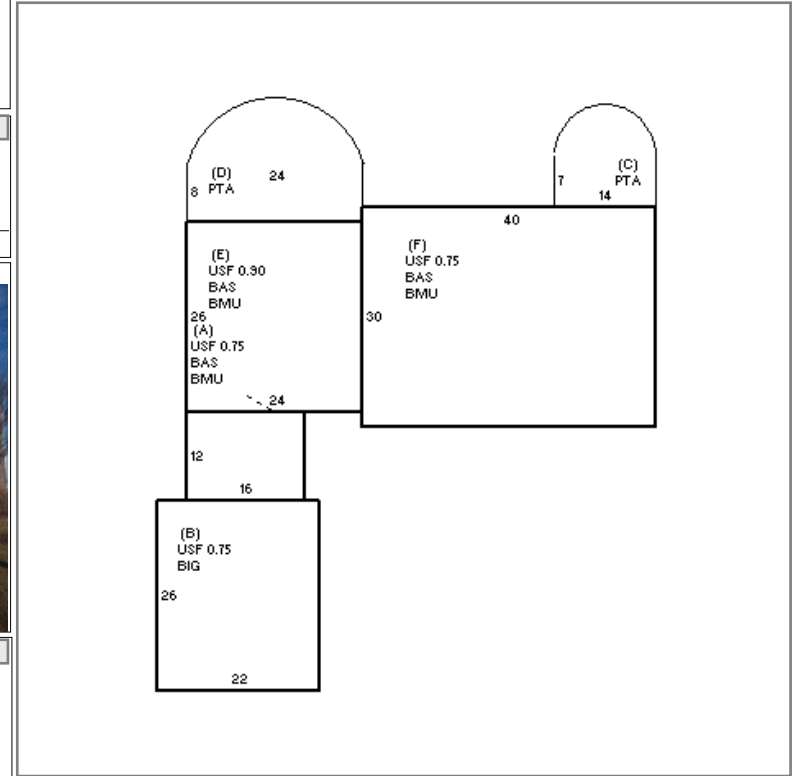 (D)
PTA
24
8
(C)
PTA
7
14
40
(E)
USF 0.90
BAS
BMU
26
(A)
USF 0.75
BAS
BMU
24
(F)
USF 0.75
BAS
BMU
30
12
16
(B)
USF 0.75
BIG
26
22